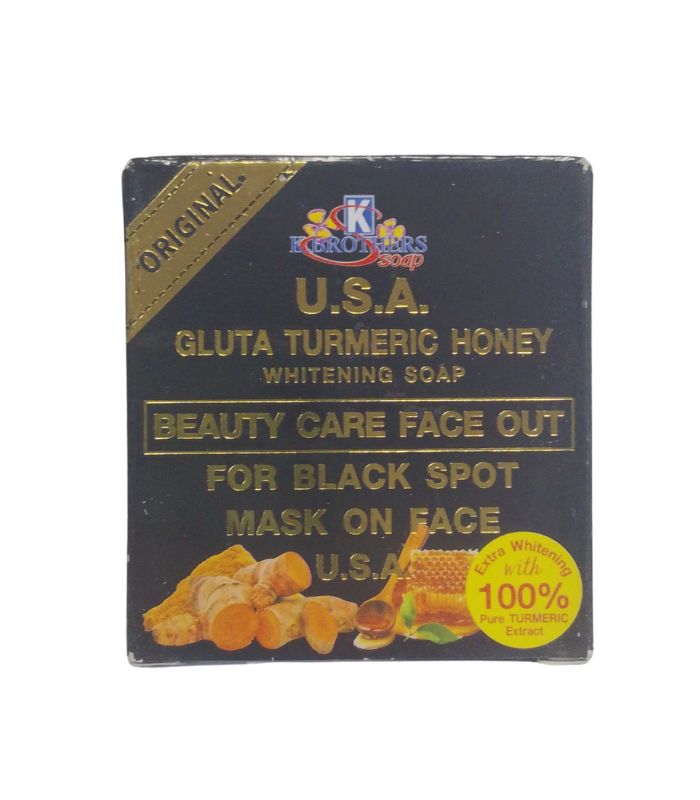 ORIGINAL
K
K.BROTHERS
soap
U.S.A.
GLUTA TURMERIC HONEY
WHITENING SOAP
BEAUTY CARE FACE OUT
FOR BLACK SPOT
MASK ON FACE
U.S.A.
Extra Whitening
with
100%
Pure TURMERIC
Extract